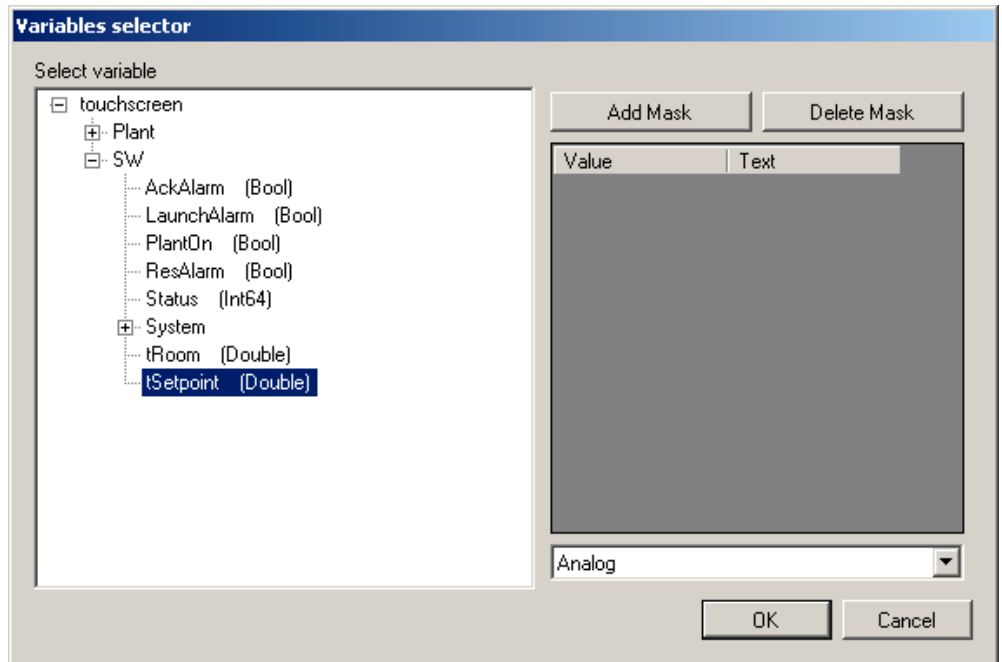 Variables selector
Select variable
touchscreen
Plant
SW
AckAlarm (Bool)
LaunchAlarm (Bool)
PlantOn (Bool)
ResAlarm (Bool)
Status (Int64)
System
tRoom (Double)
tSetpoint (Double)
Add Mask Delete Mask
Value Text
Analog
OK Cancel